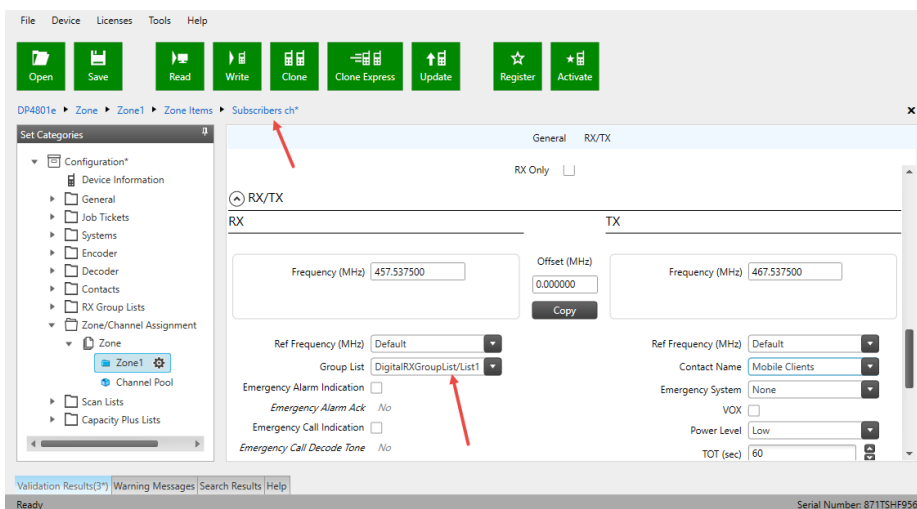 File Device Licenses Tools Help
Open Save Read Write Clone Clone Express Update Register Activate
DP4801e Zone Zone1 Zone Items Subscribers ch*
Set Categories
General RX/TX
Configuration*
Device Information
General
Job Tickets
Systems
Encoder
Decoder
Contacts
RX Group Lists
Zone/Channel Assignment
Zone
Zone1
Channel Pool
Scan Lists
Capacity Plus Lists
RX Only
RX/TX
RX TX
Offset (MHz)
Frequency (MHz) 457.537500 0.000000 Frequency (MHz) 467.537500
Copy
Ref Frequency (MHz) Default Ref Frequency (MHz) Default
Group List DigitalRXGroupList/List1 Contact Name Mobile Clients
Emergency Alarm Indication Emergency System None
Emergency Alarm Ack No VOX
Emergency Call Indication Power Level Low
Emergency Call Decode Tone No TOT (sec) 60
Validation Results(3*) Warning Messages Search Results Help
Ready Serial Number: 871TSHF956